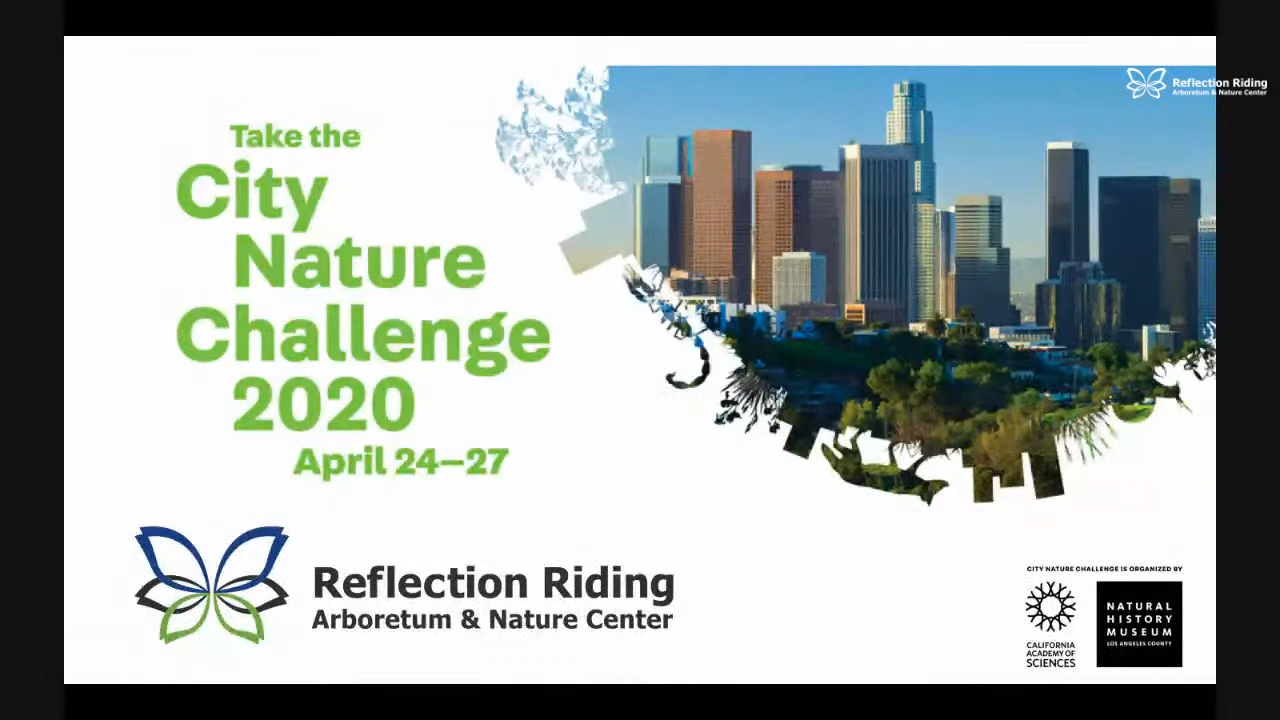 Take the
City
Nature
Challenge
2020
April 24–27
Reflection Riding
Arboretum & Nature Center
Reflection Riding
Arboretum & Nature Center
CITY NATURE CHALLENGE IS ORGANIZED BY
CALIFORNIA
ACADEMY OF
SCIENCES
NATURAL
HISTORY
MUSEUM
LOS ANGELES COUNTY